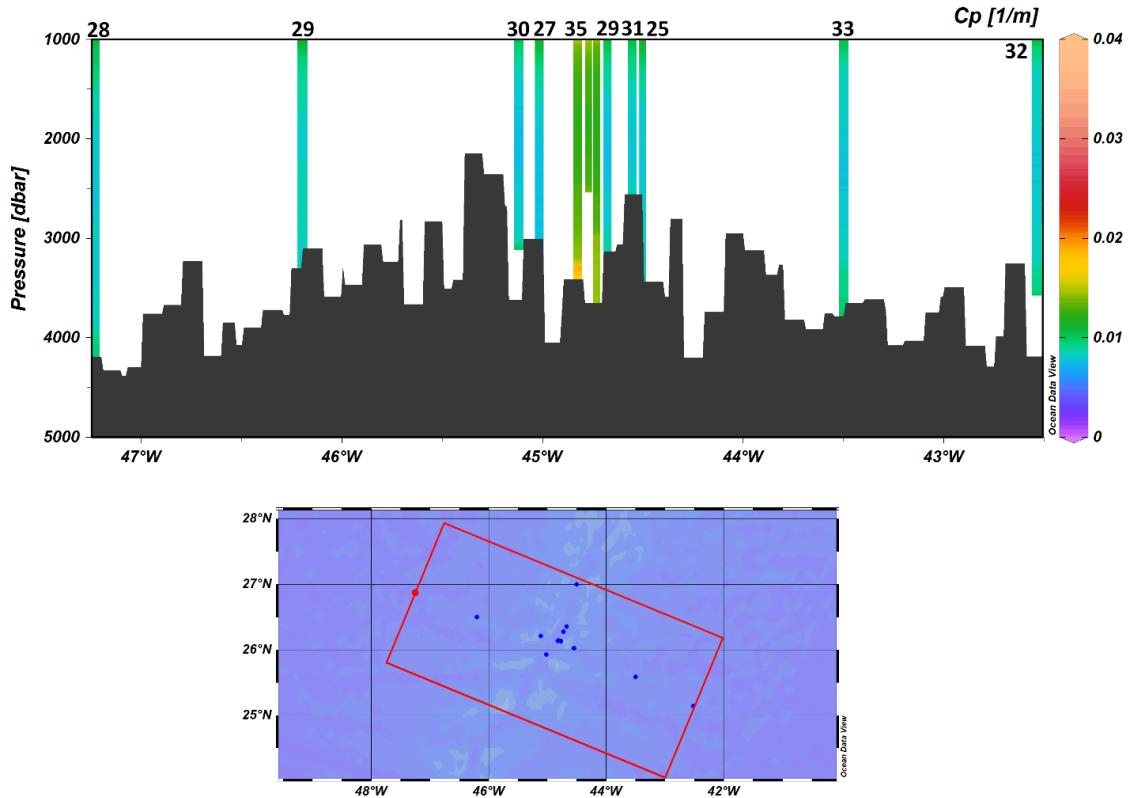 Cp [1/m]
28 29 30 27 35 29 31 25 33 32
1000
2000
3000
4000
5000
Pressure [dbar]
47°W 46°W 45°W 44°W 43°W
0.04
0.03
0.02
0.01
0
Ocean Data View
28°N
27°N
26°N
25°N
48°W 46°W 44°W 42°W
Ocean Data View